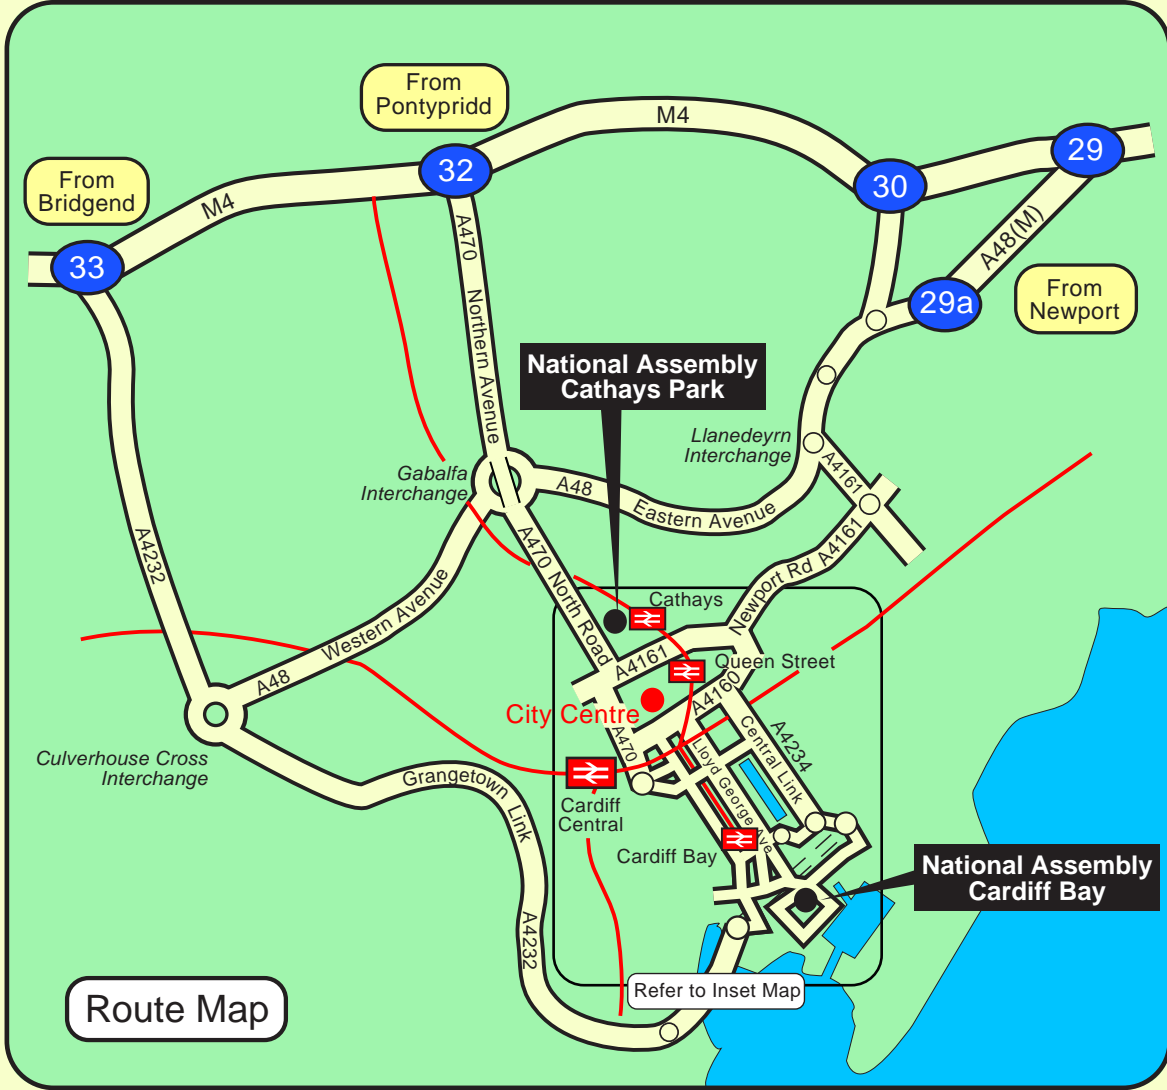 From
Pontypridd
M4
29
32
30
From
Bridgend
M4
A48(M)
33
A470
29a
From
Newport
Northern Avenue
National Assembly
Cathays Park
Llanedeyrn
Interchange
Gabalfa
Interchange
A48
Eastern Avenue
A4161
A4161
A4232
A470 North Road
Newport Rd
Cathays
Western Avenue
A4161
Queen Street
A48
A4160
City Centre
A470
A4234
Central Link
Lloyd George Ave
Culverhouse Cross
Interchange
Grangetown Link
Cardiff
Central
Cardiff Bay
National Assembly
Cardiff Bay
A4232
Refer to Inset Map
Route Map